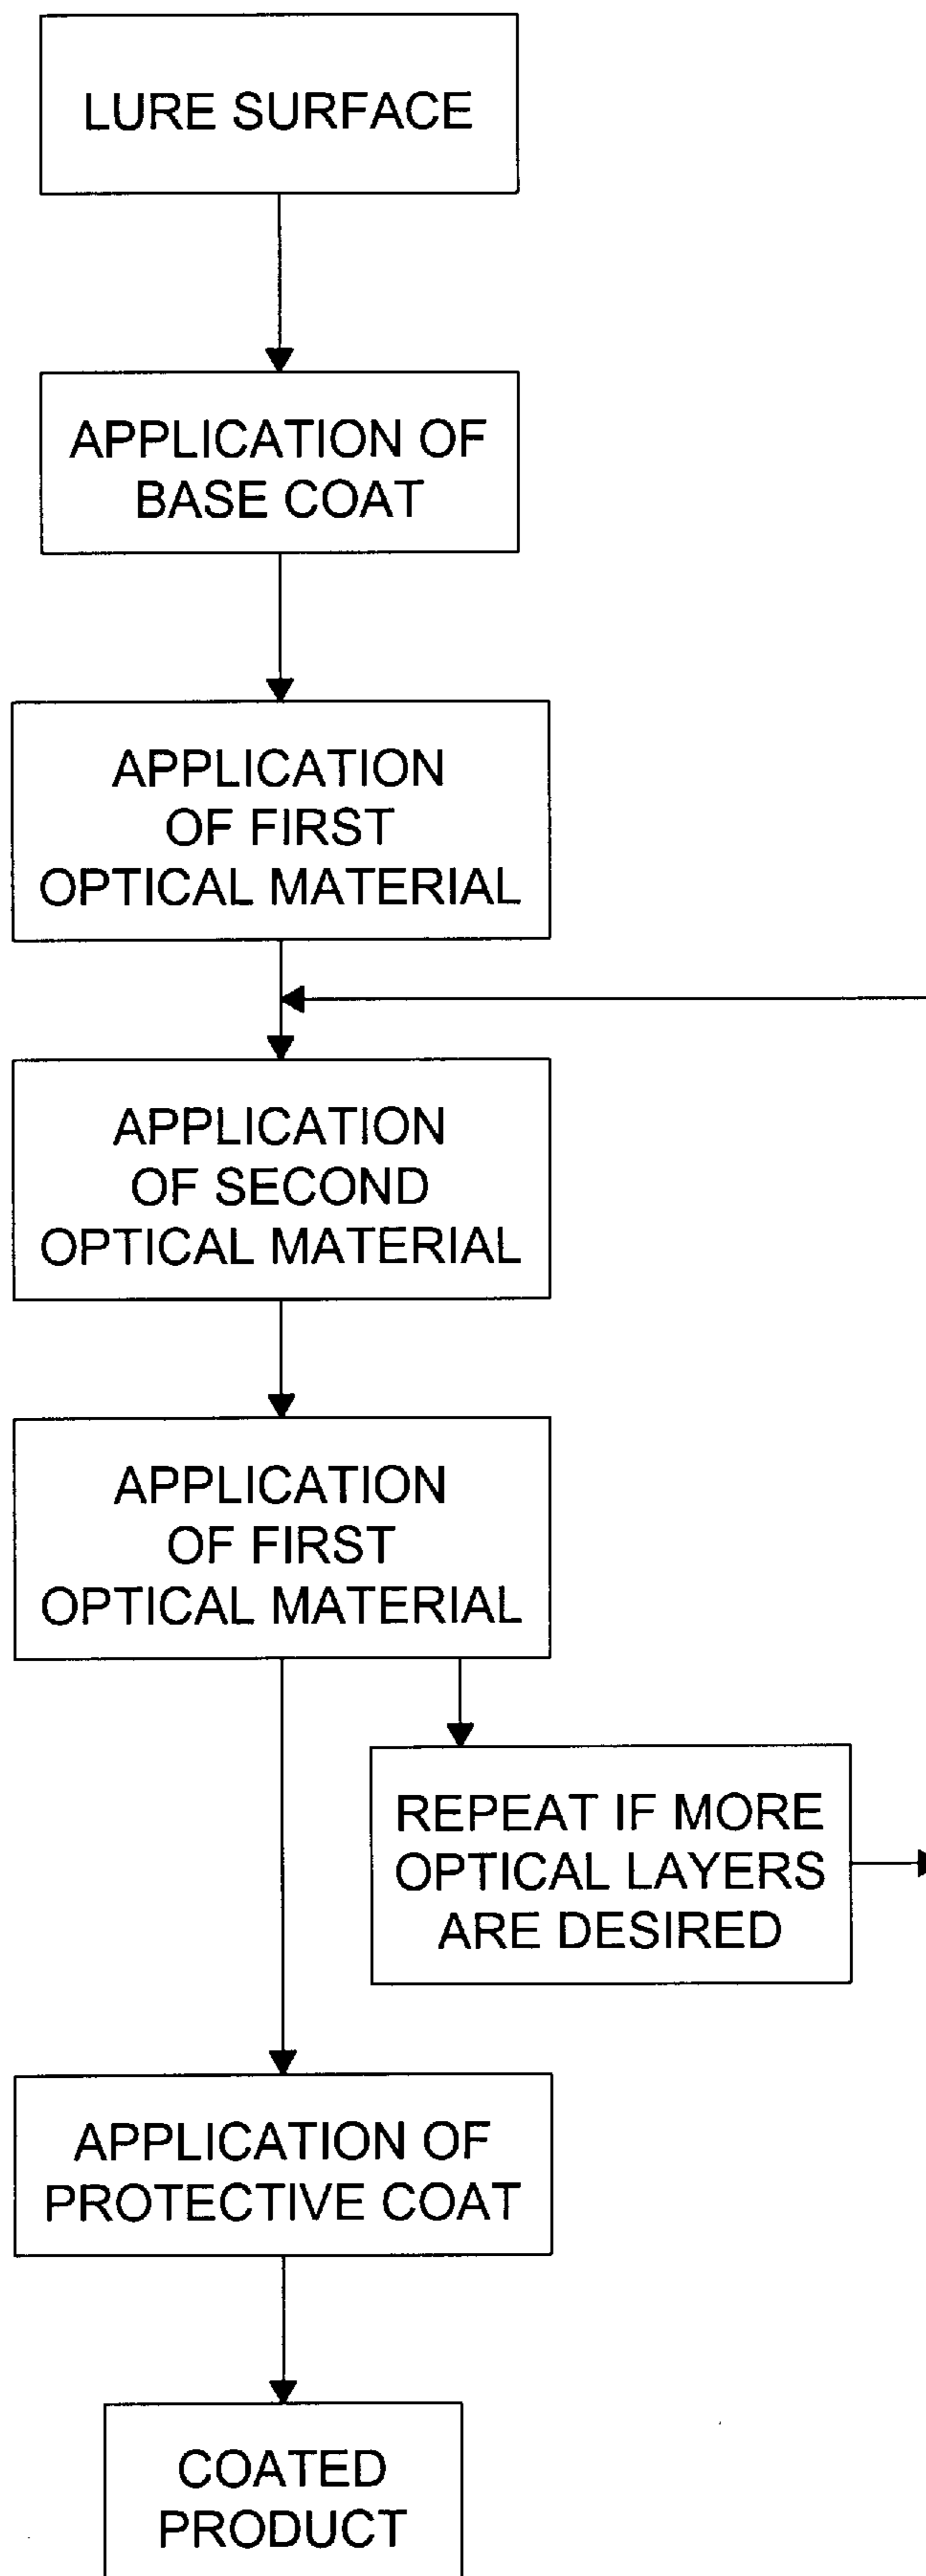 LURE SURFACE
APPLICATION OF
BASE COAT
APPLICATION
OF FIRST
OPTICAL MATERIAL
APPLICATION
OF SECOND
OPTICAL MATERIAL
APPLICATION
OF FIRST
OPTICAL MATERIAL
REPEAT IF MORE
OPTICAL LAYERS
ARE DESIRED
APPLICATION OF
PROTECTIVE COAT
COATED
PRODUCT